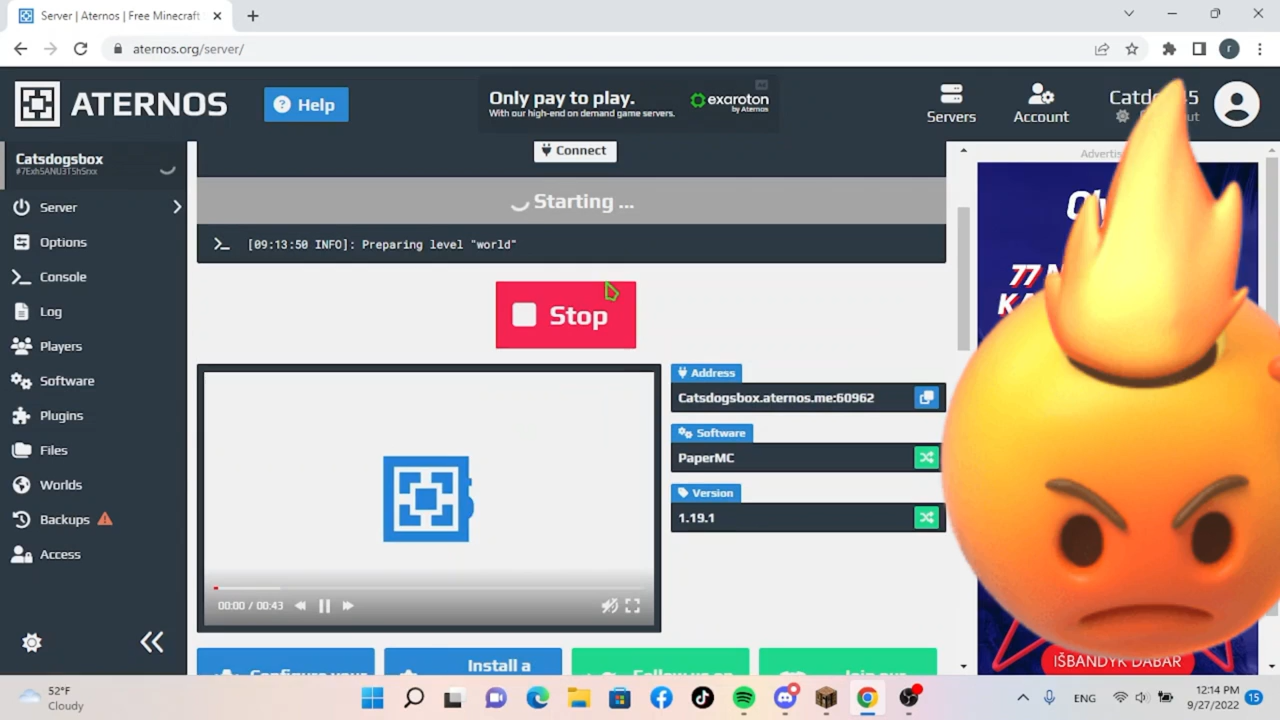 Server | Aternos | Free Minecraft
aternos.org/server/
r
ATERNOS
Help
Only pay to play.
With our high-end on demand game servers.
exaroton
by Aternos
Servers
Account
Catsdogsbox
Server
Options
Console
Log
Players
Software
Plugins
Files
Worlds
Backups
Access
Connect
Starting ...
[09:13:50 INFO]: Preparing level "world"
Stop
00:00 / 00:43
Address
Catsdogsbox.aternos.me:60962
Software
PaperMC
Version
1.19.1
Install a
77
IŠBANDYK DABAR
52°F
Cloudy
ENG
12:14 PM
9/27/2022
15